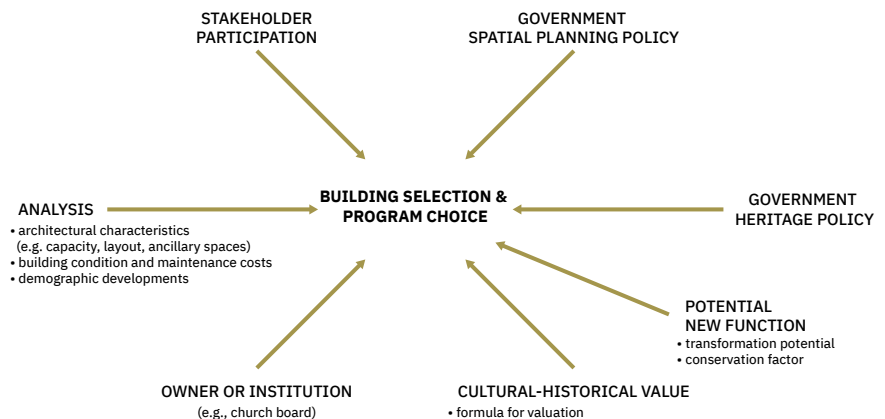 STAKEHOLDER
PARTICIPATION
GOVERNMENT
SPATIAL PLANNING POLICY
BUILDING SELECTION &
PROGRAM CHOICE
ANALYSIS
• architectural characteristics
(e.g. capacity, layout, ancillary spaces)
• building condition and maintenance costs
• demographic developments
GOVERNMENT
HERITAGE POLICY
POTENTIAL
NEW FUNCTION
• transformation potential
• conservation factor
OWNER OR INSTITUTION
(e.g., church board)
CULTURAL-HISTORICAL VALUE
• formula for valuation